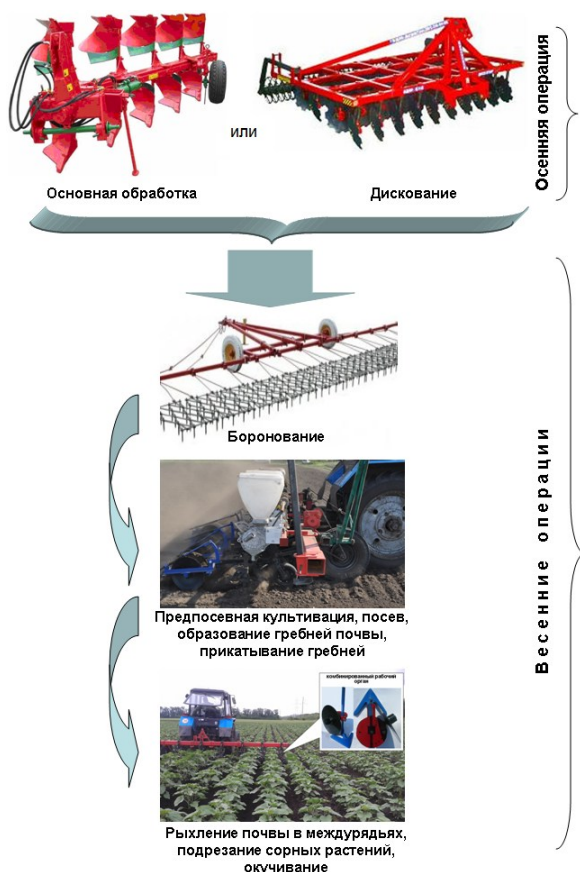 или
Основная обработка
Дискование
Осенняя операция
Боронование
Предпосевная культивация, посев,
образование гребней почвы,
прикатывание гребней
комбинированный рабочий
орган
Рыхление почвы в междурядьях,
подрезание сорных растений,
окучивание
Весенние операции